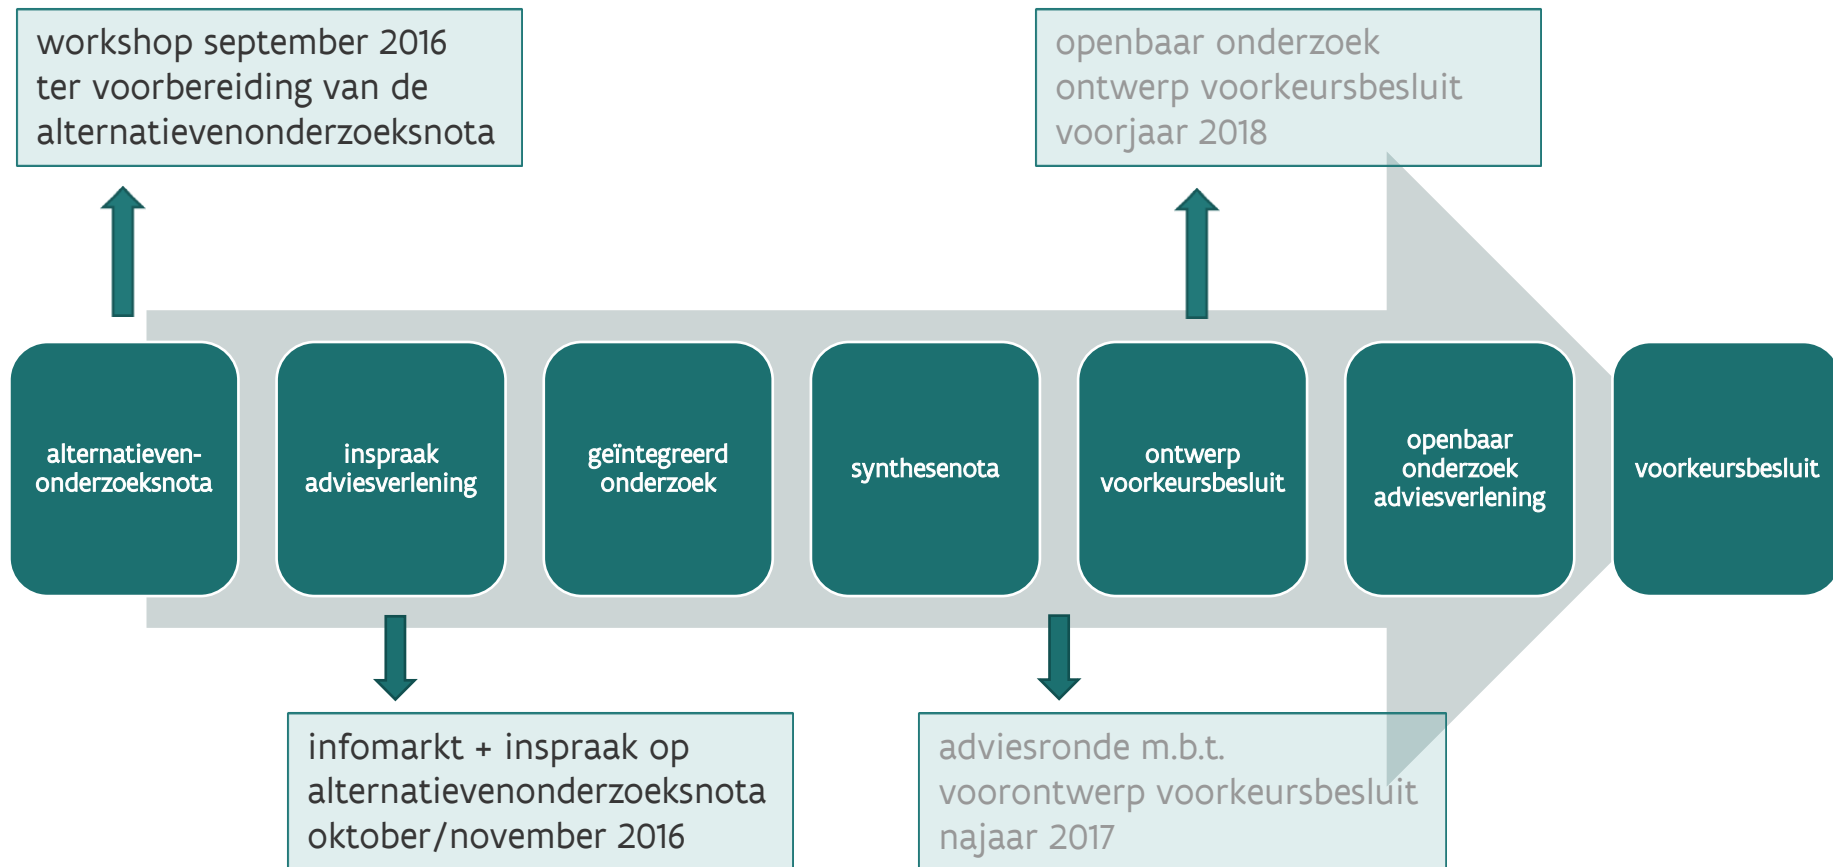 workshop september 2016
ter voorbereiding van de
alternatievenonderzoeksnota
openbaar onderzoek
ontwerp voorkeursbesluit
voorjaar 2018
alternatieven-
onderzoeksnota
inspraak
adviesverlening
geïntegreerd
onderzoek
synthesenota
ontwerp
voorkeursbesluit
openbaar
onderzoek
adviesverlening
voorkeursbesluit
infomarkt + inspraak op
alternatievenonderzoeksnota
oktober/november 2016
adviesronde m.b.t.
voorontwerp voorkeursbesluit
najaar 2017